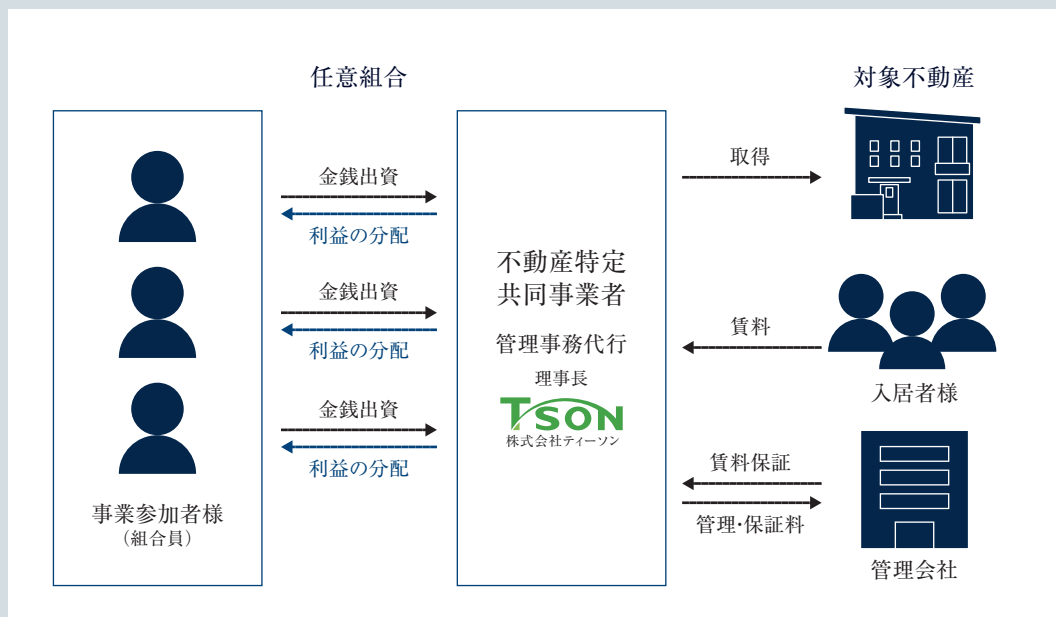 任意組合
対象不動産
金銭出資
利益の分配
金銭出資
利益の分配
金銭出資
利益の分配
事業参加者様
（組合員）
不動産特定
共同事業者
管理事務代行
理事長
TSON
株式会社ティーソン
取得
賃料
入居者様
賃料保証
管理・保証料
管理会社